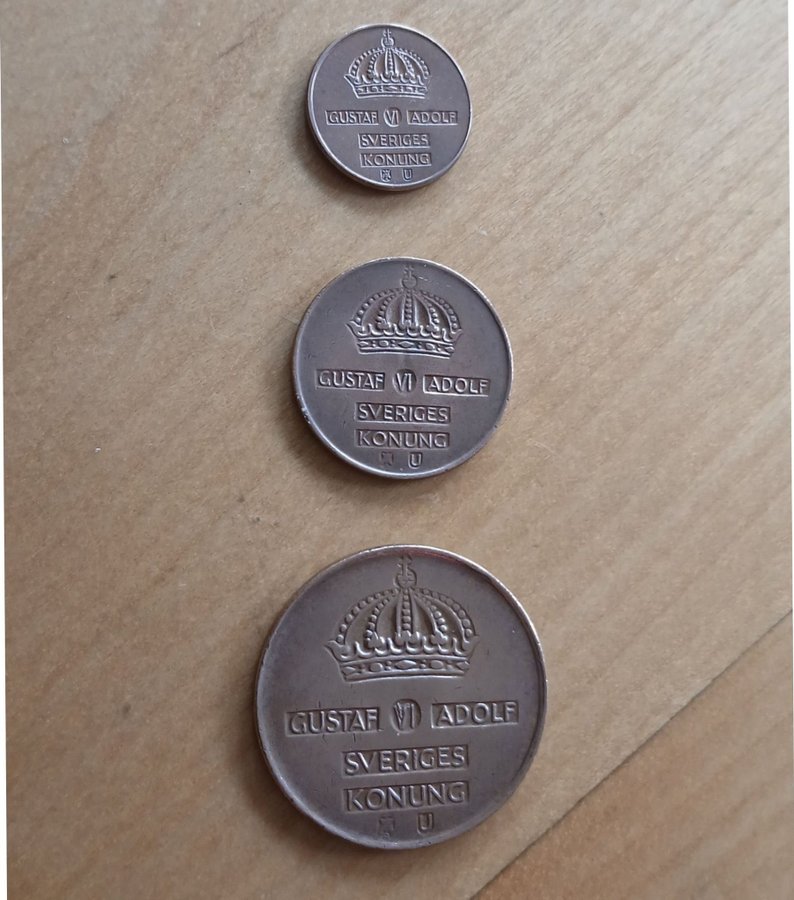 GUSTAF VI ADOLF
SVERIGES
KONUNG
U
GUSTAF VI ADOLF
SVERIGES
KONUNG
U
GUSTAF VI ADOLF
SVERIGES
KONUNG
U